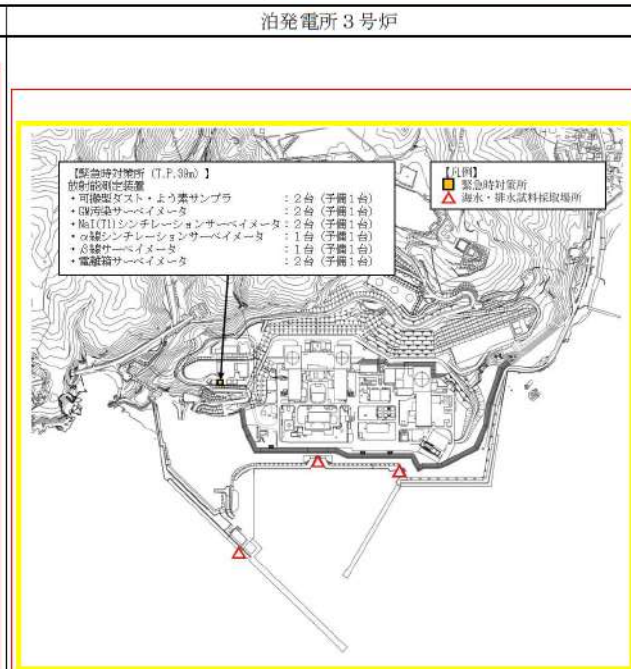 泊発電所3号炉
【緊急時対策所（T.P.39m）】
放射能測定装置
・可搬型ダスト・よう素サンプラ ：2台（予備1台）
・GM汚染サーベイメータ ：2台（予備1台）
・NaI(Tl)シンチレーションサーベイメータ：2台（予備1台）
・α線シンチレーションサーベイメータ ：1台（予備1台）
・β線サーベイメータ ：1台（予備1台）
・電離箱サーベイメータ ：2台（予備1台）
【凡例】
緊急時対策所
海水・排水試料採取場所